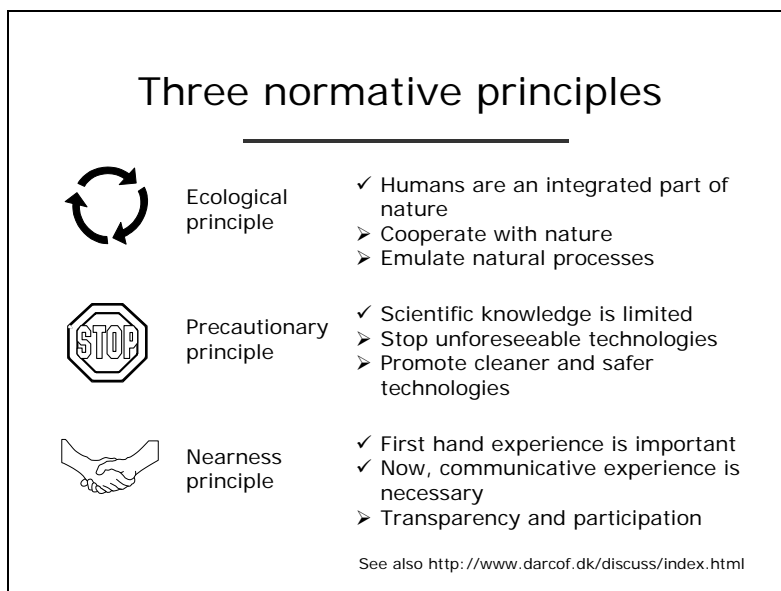 Three normative principles
Ecological
principle
✓ Humans are an integrated part of
nature
➢ Cooperate with nature
➢ Emulate natural processes
STOP
Precautionary
principle
✓ Scientific knowledge is limited
➢ Stop unforeseeable technologies
➢ Promote cleaner and safer
technologies
Nearness
principle
✓ First hand experience is important
✓ Now, communicative experience is
necessary
➢ Transparency and participation
See also http://www.darcof.dk/discuss/index.html